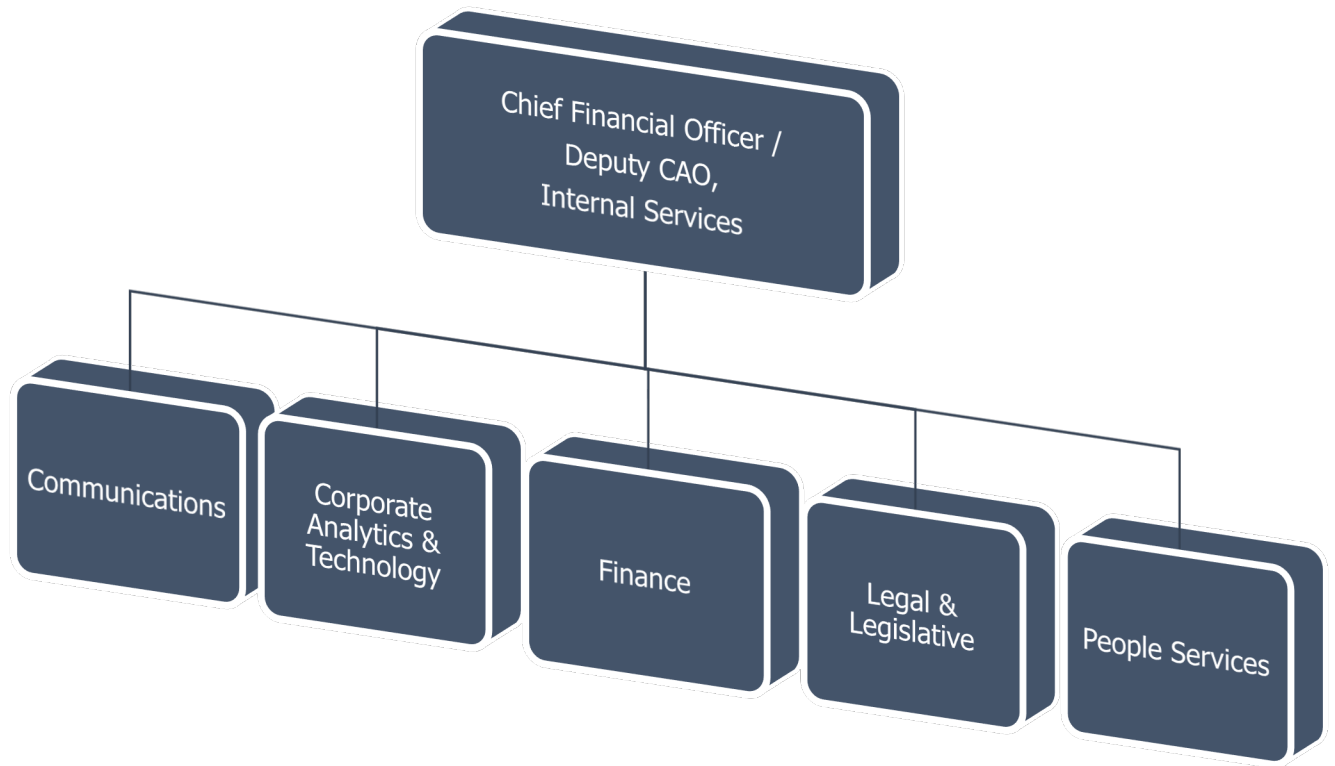 Chief Financial Officer /
Deputy CAO,
Internal Services
Communications
Corporate
Analytics &
Technology
Finance
Legal &
Legislative
People Services